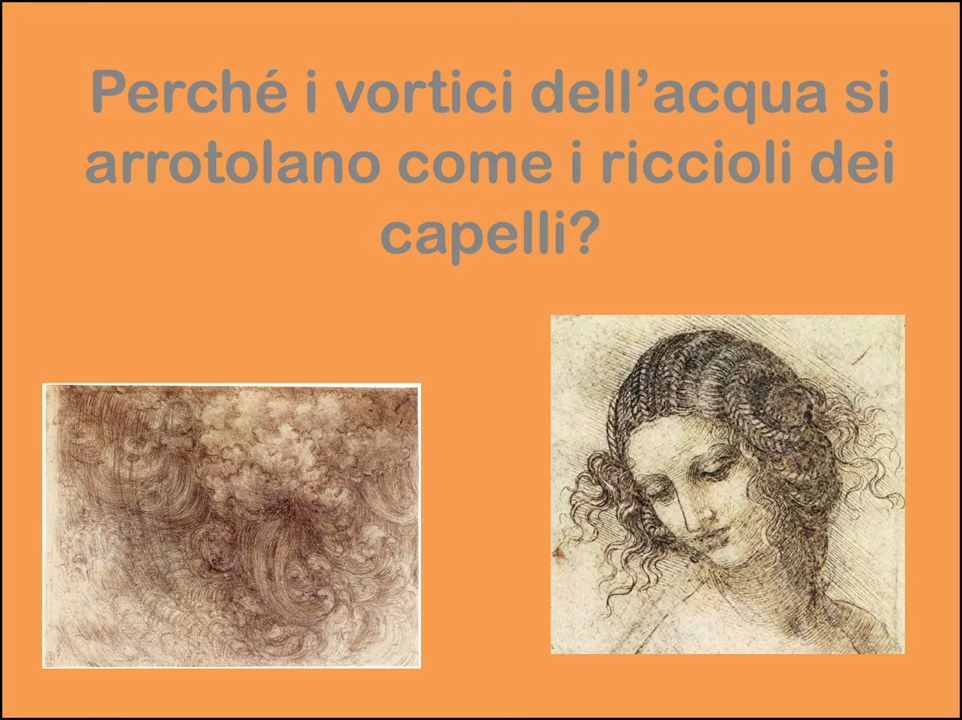 Perché i vortici dell’acqua si
arrotolano come i riccioli dei
capelli?